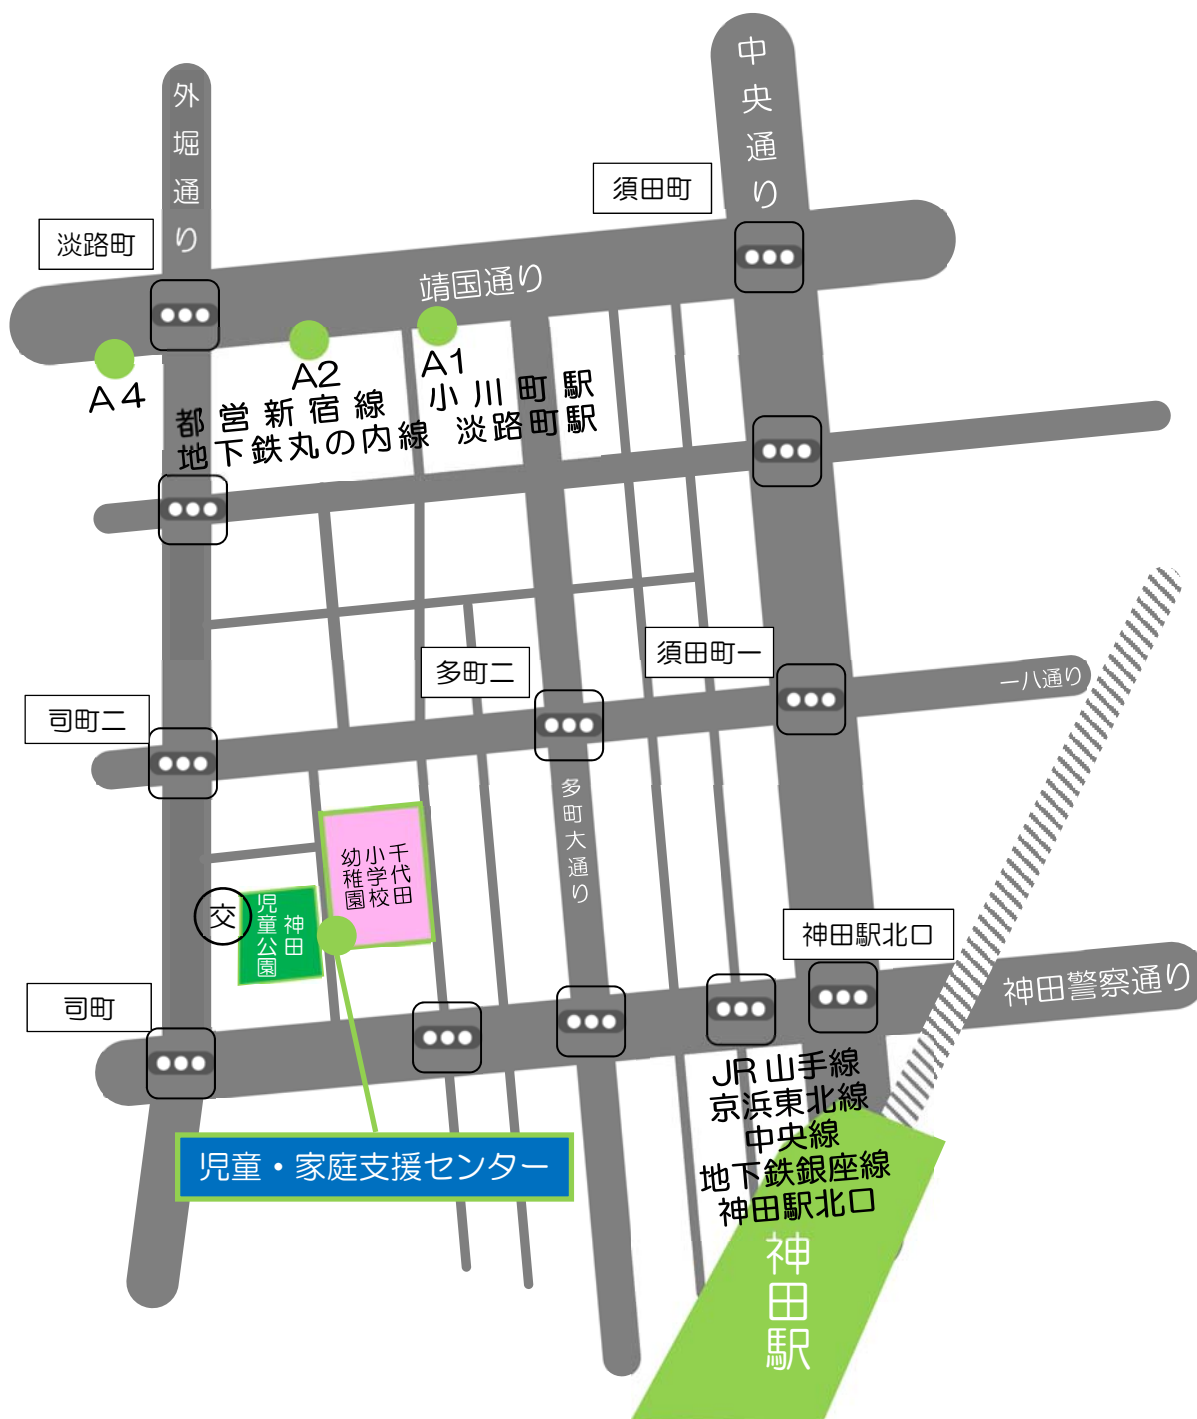 中央通り
外堀通り
須田町
淡路町
靖国通り
A4
A2
A1
都営新宿線 小川町駅
地下鉄丸の内線 淡路町駅
須田町一
多町二
一八通り
司町二
多町大通り
千代田
小学校
幼稚園
交
神田
児童公園
神田駅北口
神田警察通り
司町
JR山手線
京浜東北線
中央線
地下鉄銀座線
神田駅北口
児童・家庭支援センター
神田駅